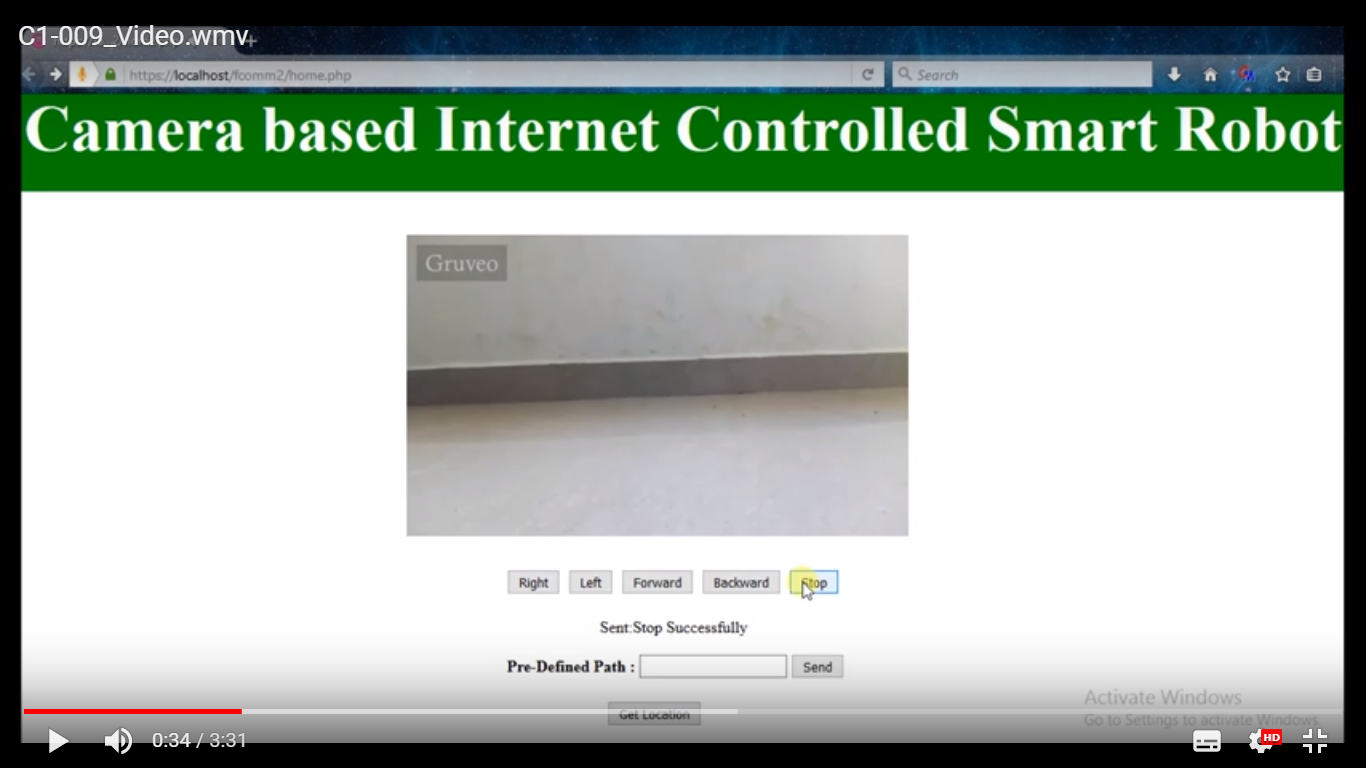 C1-009_Video.wmv
https://localhost/fcomm2/home.php
Search
Camera based Internet Controlled Smart Robot
Gruveo
Right Left Forward Backward Stop
Sent:Stop Successfully
Pre-Defined Path : Send
Get Location
Activate Windows
Go to Settings to activate Windows.
0:34 / 3:31
HD